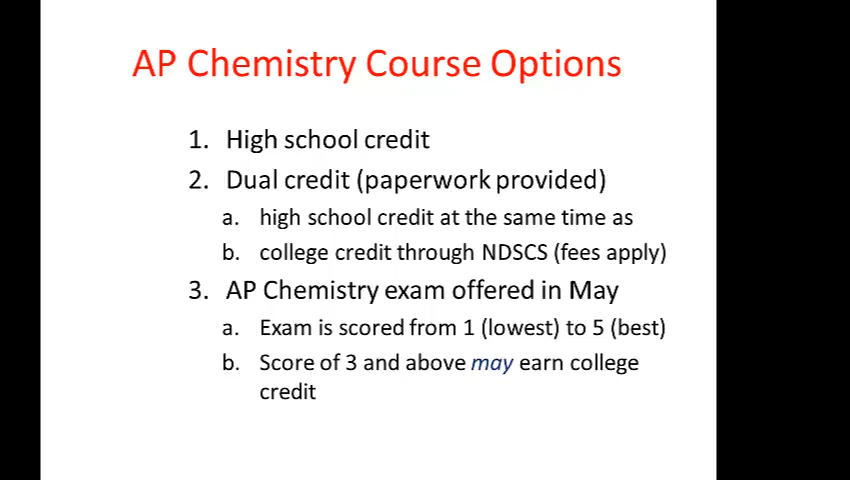 AP Chemistry Course Options
1. High school credit
2. Dual credit (paperwork provided)
a. high school credit at the same time as
b. college credit through NDSCS (fees apply)
3. AP Chemistry exam offered in May
a. Exam is scored from 1 (lowest) to 5 (best)
b. Score of 3 and above may earn college
credit